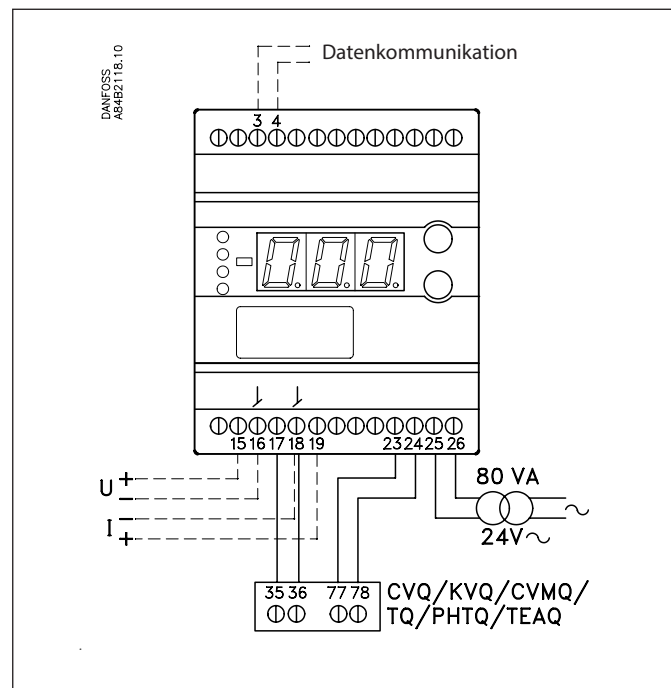 DANFOSS
A84B2118.10
Datenkommunikation
3 4
000
15 16 17 18 19 23 24 25 26
U + −
I − +
80 VA
24V ~
~
35 36 77 78
CVQ/KVQ/CVMQ/
TQ/PHTQ/TEAQ